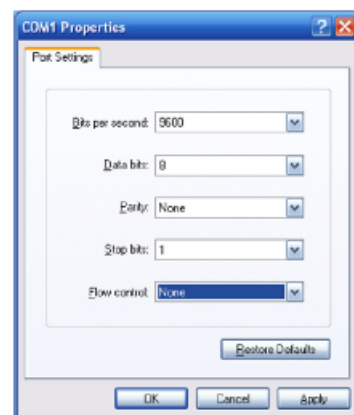 COM1 Properties
Port Settings
Bits per second: 9600
Data bits: 8
Parity: None
Stop bits: 1
Flow control: None
Restore Defaults
OK Cancel Apply